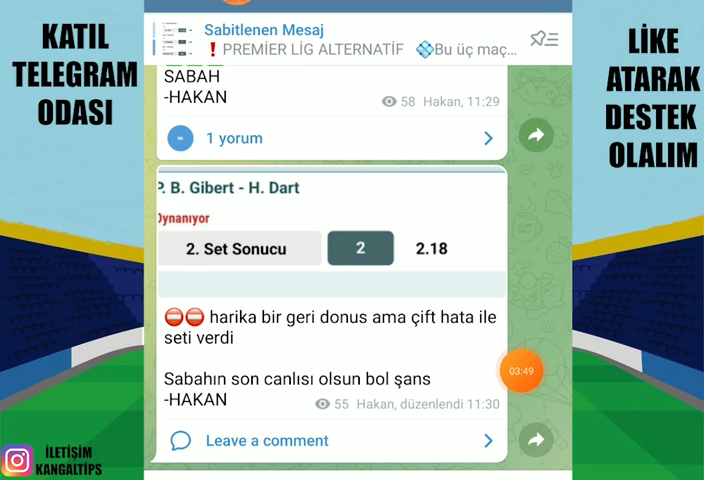 KATIL
TELEGRAM
ODASI
Sabitlenen Mesaj
❗PREMİER LİG ALTERNATİF 💠Bu üç maç...
SABAH
-HAKAN
58 Hakan, 11:29
1 yorum
P. B. Gibert - H. Dart
Oynanıyor
2. Set Sonucu 2 2.18
⛔⛔ harika bir geri donus ama çift hata ile
seti verdi
Sabahın son canlısı olsun bol şans
-HAKAN
55 Hakan, düzenlendi 11:30
Leave a comment
03:49
LİKE
ATARAK
DESTEK
OLALIM
İLETİŞİM
KANGALTİPS